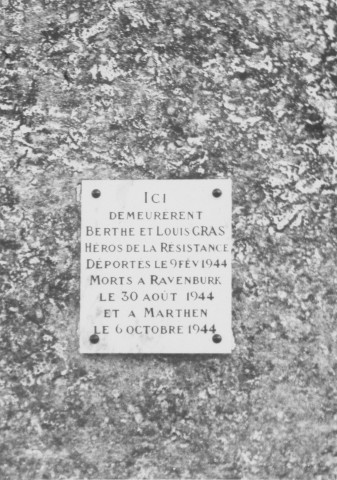 ICI
DEMEURERENT
BERTHE ET LOUIS GRAS
HEROS DE LA RESISTANCE
DÉPORTES LE 9 FEV 1944
MORTS A RAVENBURK
LE 30 AOUT 1944
ET A MARTHEN
LE 6 OCTOBRE 1944